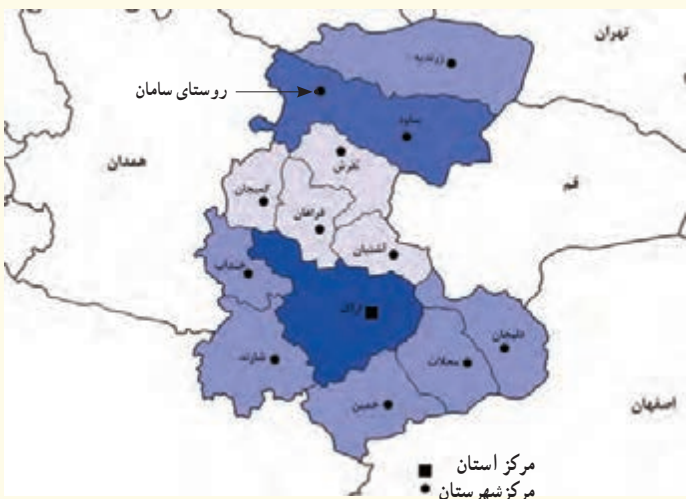 تهران
زرندیه
روستای سامان
ساوه
همدان
تفرش
قم
کمیجان
فراهان
آشتیان
خنداب
اراک
دلیجان
محلات
شازند
خمین
اصفهان
مرکز استان
مرکز شهرستان